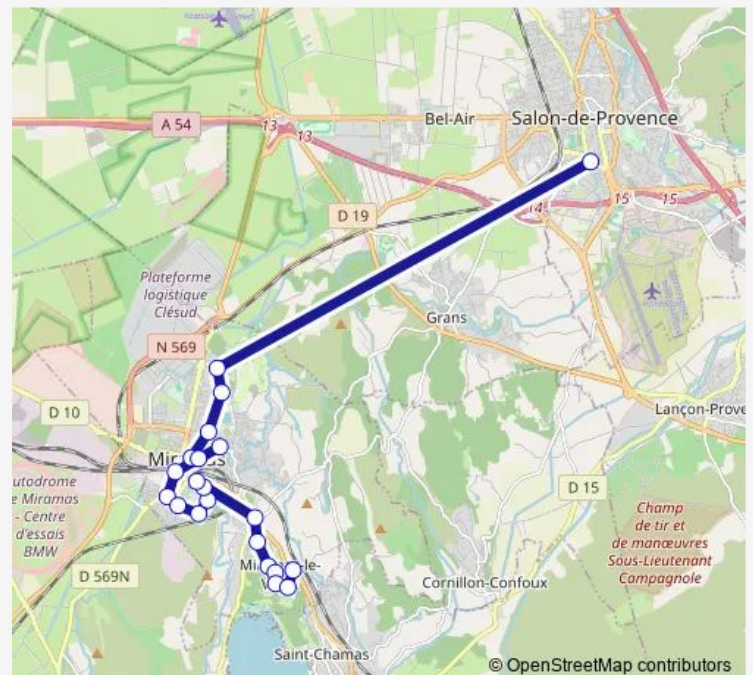 A 54
13
13
Bel-Air
Salon-de-Provence
14
15
15
D 19
Plateforme
logistique
Clésud
Grans
N 569
D 10
Lançon-Prove
utodrome
e Miramas
- Centre
d'essais
BMW
D 15
Champ
de tir et
de manœuvres
Sous-Lieutenant
Campagnole
D 569N
Cornillon-Confoux
Saint-Chamas
© OpenStreetMap contributors